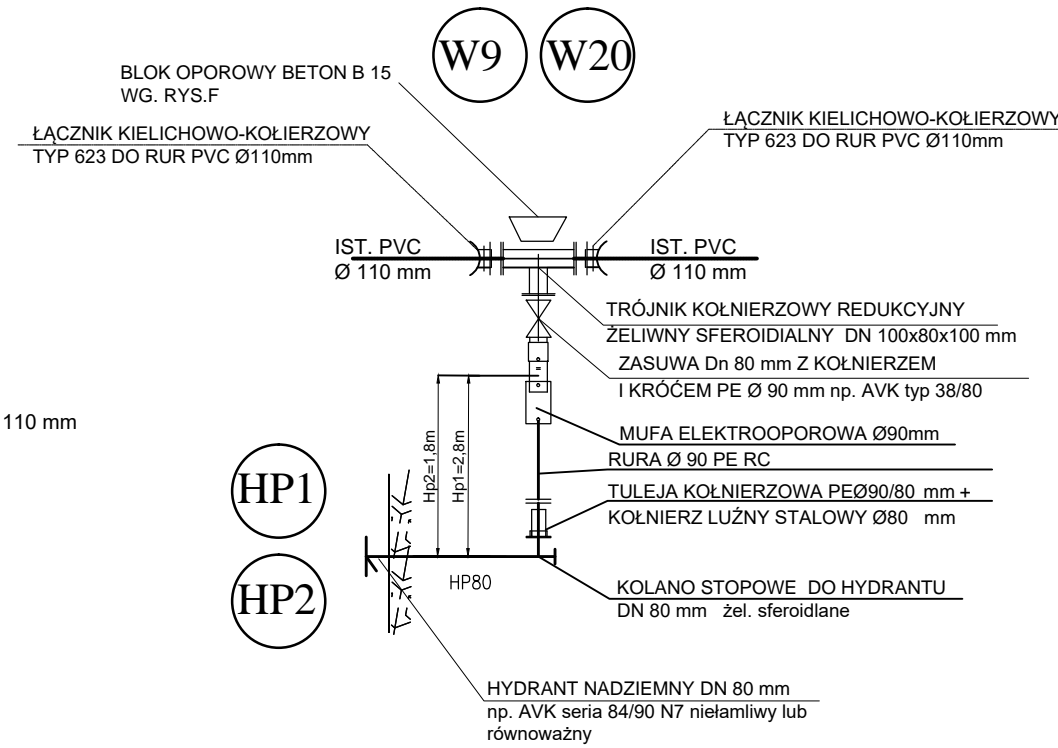 W9 W20
BLOK OPOROWY BETON B 15
WG. RYS.F
ŁĄCZNIK KIELICHOWO-KOŁIERZOWY
TYP 623 DO RUR PVC Ø110mm
ŁĄCZNIK KIELICHOWO-KOŁIERZOWY
TYP 623 DO RUR PVC Ø110mm
IST. PVC
Ø 110 mm
IST. PVC
Ø 110 mm
TRÓJNIK KOŁNIERZOWY REDUKCYJNY
ŻELIWNY SFEROIDIALNY DN 100x80x100 mm
ZASUWA Dn 80 mm Z KOŁNIERZEM
I KRÓĆEM PE Ø 90 mm np. AVK typ 38/80
110 mm
Hp2=1,8m
Hp1=2,8m
MUFA ELEKTROOPOROWA Ø90mm
RURA Ø 90 PE RC
TULEJA KOŁNIERZOWA PEØ90/80 mm +
KOŁNIERZ LUŹNY STALOWY Ø80 mm
HP1
HP2
HP80
KOLANO STOPOWE DO HYDRANTU
DN 80 mm żel. sferoidlane
HYDRANT NADZIEMNY DN 80 mm
np. AVK seria 84/90 N7 niełamliwy lub
równoważny